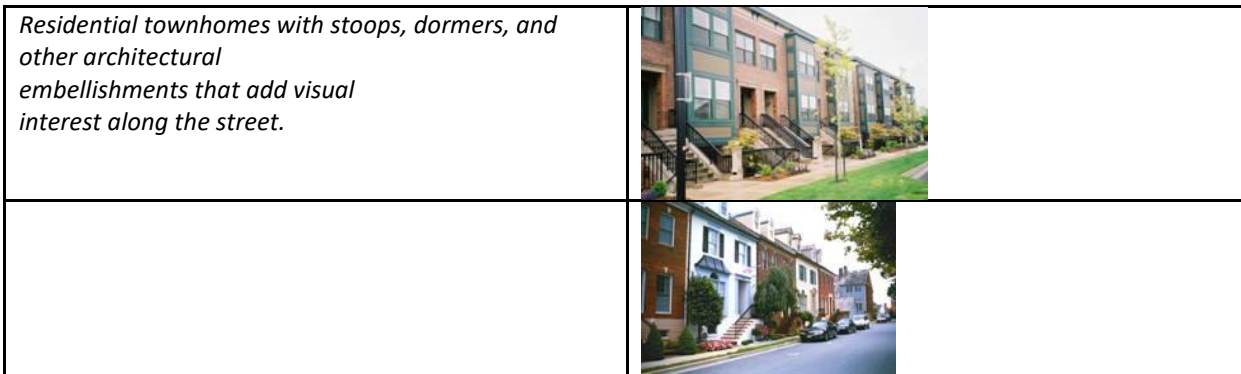 Residential townhomes with stoops, dormers, and
other architectural
embellishments that add visual
interest along the street.